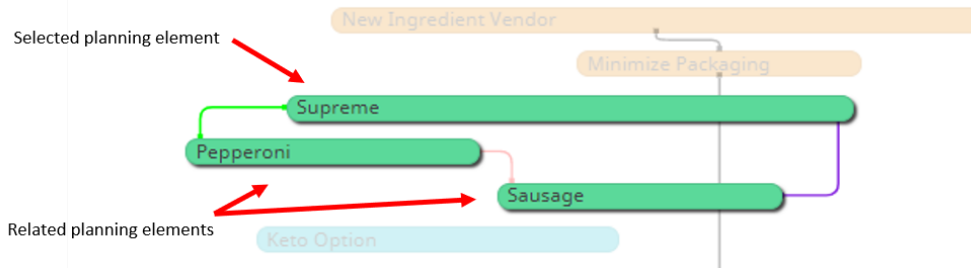 New Ingredient Vendor
Selected planning element
Minimize Packaging
Supreme
Pepperoni
Sausage
Related planning elements
Keto Option